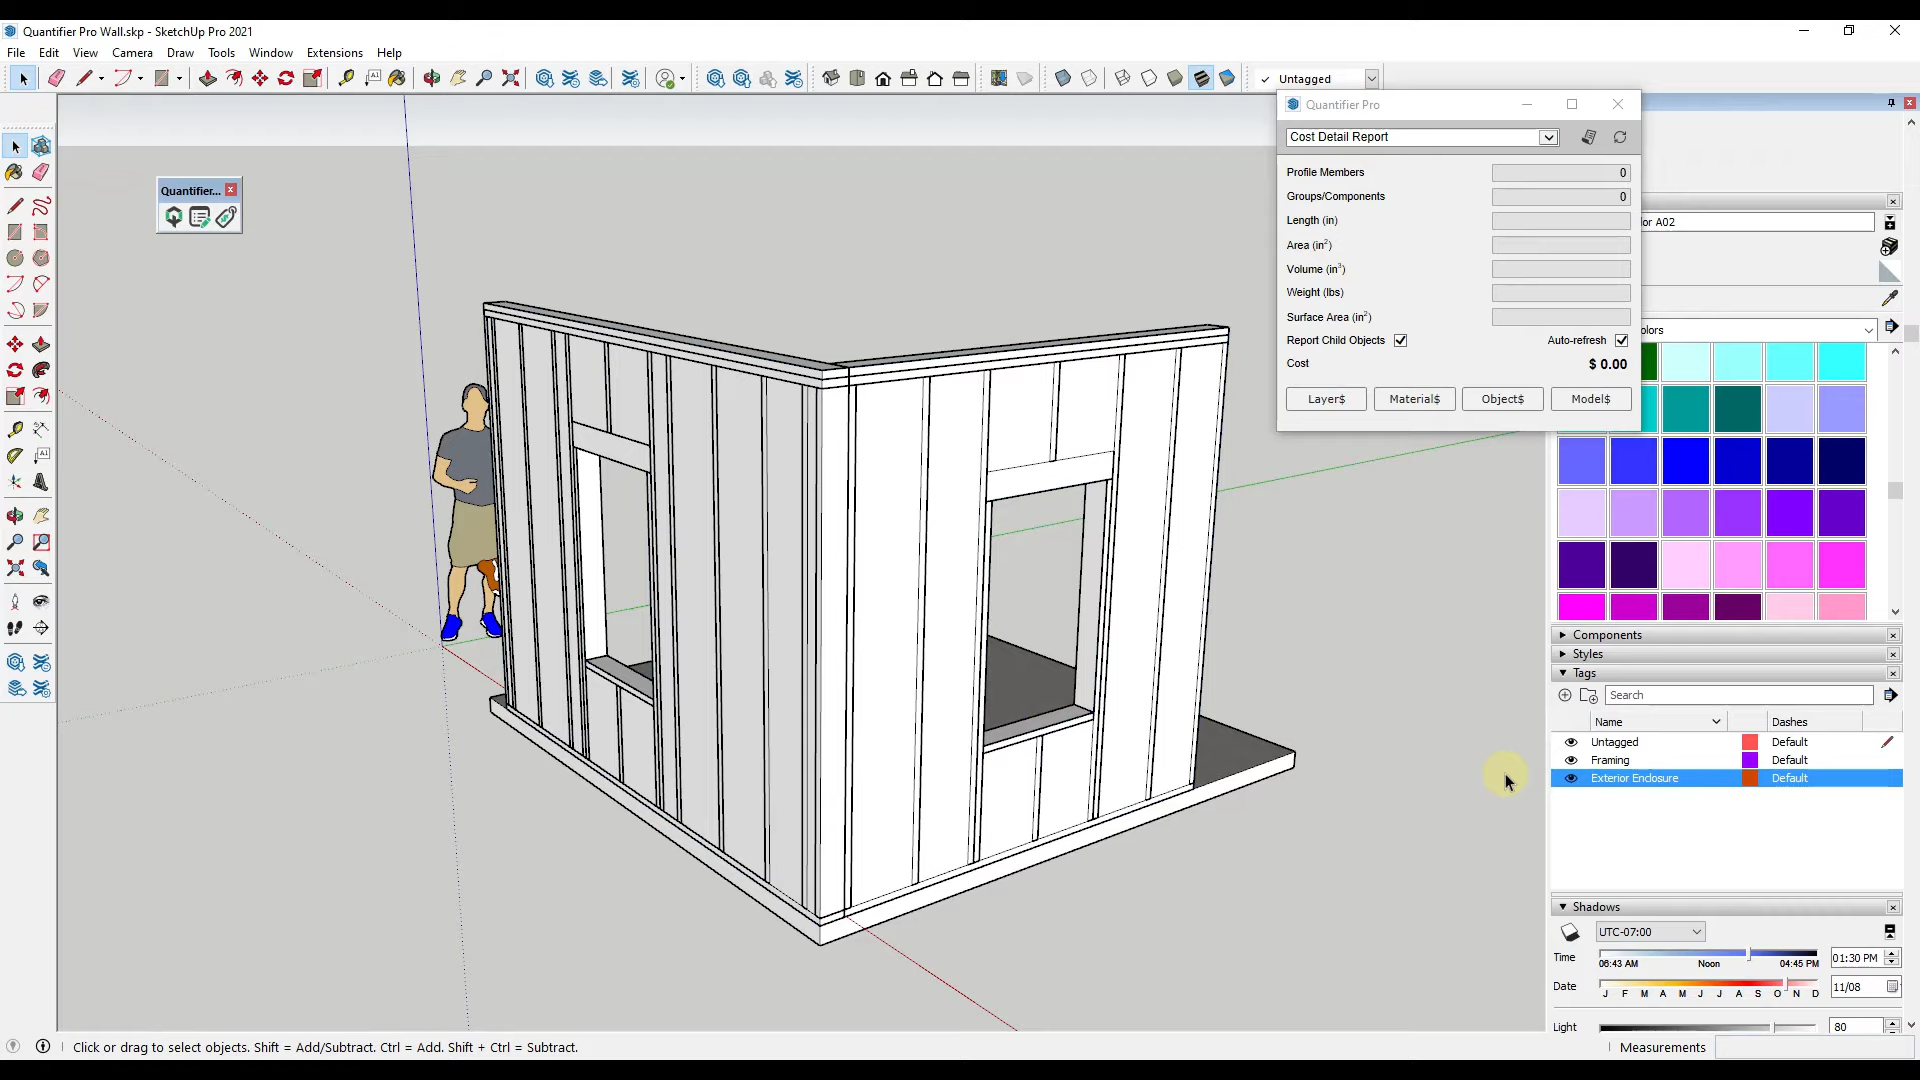 Quantifier Pro Wall.skp - SketchUp Pro 2021
File Edit View Camera Draw Tools Window Extensions Help
Untagged
Quantifier Pro
Cost Detail Report
Profile Members 0
Groups/Components 0
Length (in)
Area (in²)
Volume (in³)
Weight (lbs)
Surface Area (in²)
Report Child Objects Auto-refresh
Cost $ 0.00
Layer$ Material$ Object$ Model$
Quantifier...
lor A02
olors
Components
Styles
Tags
Search
Name Dashes
Untagged Default
Framing Default
Exterior Enclosure Default
Shadows
UTC-07:00
Time 06:43 AM Noon 04:45 PM 01:30 PM
Date J F M A M J J A S O N D 11/08
Light 80
Click or drag to select objects. Shift = Add/Subtract. Ctrl = Add. Shift + Ctrl = Subtract.
Measurements